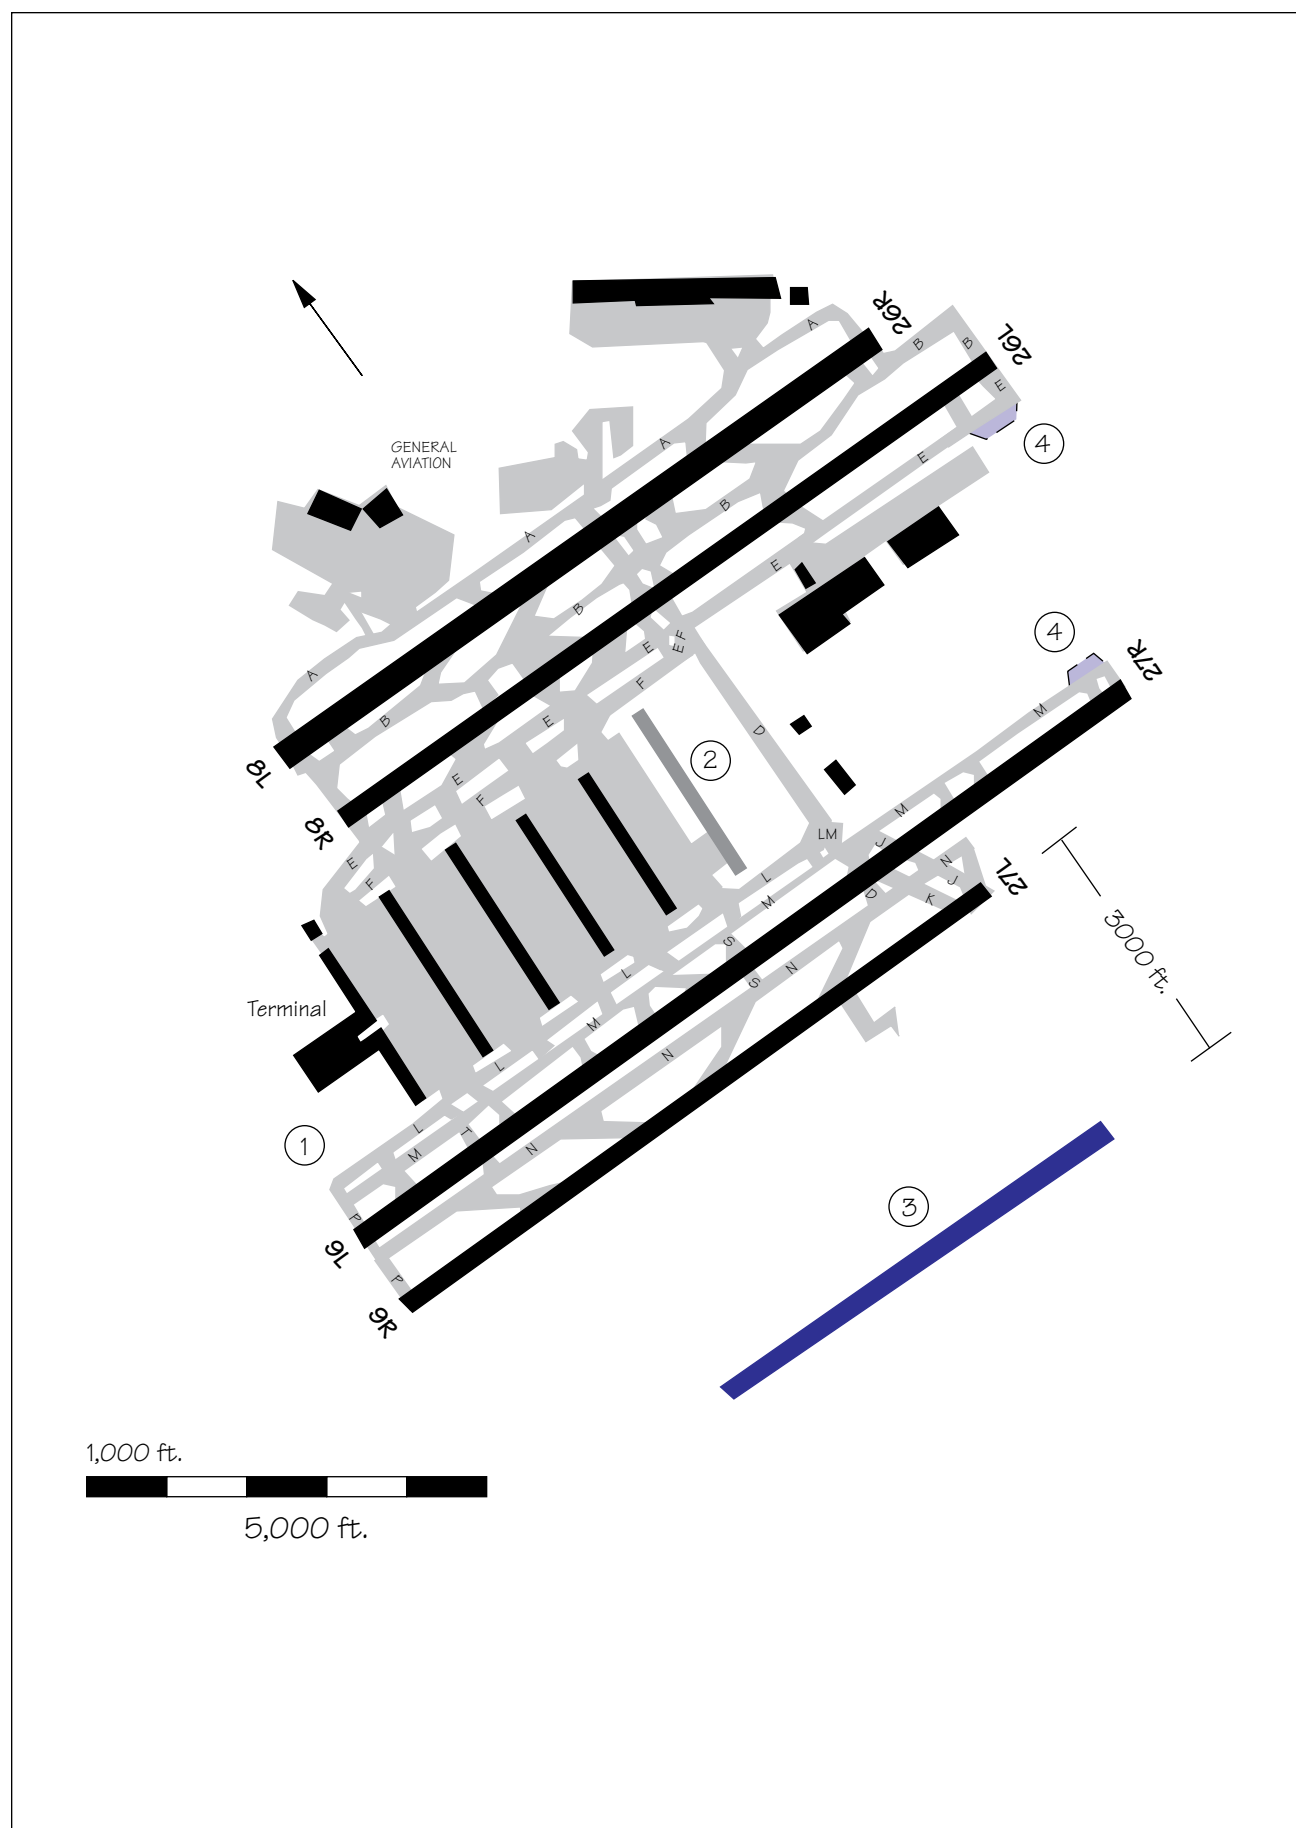 A
26R
B
B
26L
E
GENERAL
AVIATION
A
4
E
A
B
E
B
E
EF
4
27R
A
F
M
B
E
D
2
8L
E
F
M
8R
LM
J
N
E
F
L
J
27L
D
K
M
3000 ft.
S
N
L
S
Terminal
M
N
L
L
T
M
N
1
P
3
9L
P
9R
1,000 ft.
5,000 ft.